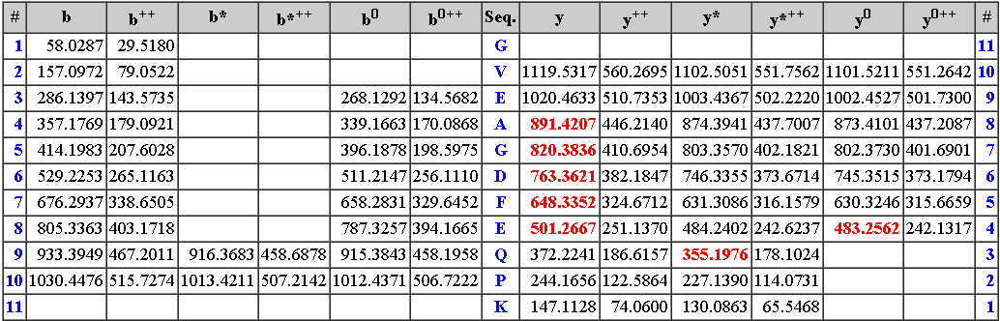 # b b++ b* b*++ b0 b0++ Seq. y y++ y* y*++ y0 y0++ #
1 58.0287 29.5180 G 11
2 157.0972 79.0522 V 1119.5317 560.2695 1102.5051 551.7562 1101.5211 551.2642 10
3 286.1397 143.5735 268.1292 134.5682 E 1020.4633 510.7353 1003.4367 502.2220 1002.4527 501.7300 9
4 357.1769 179.0921 339.1663 170.0868 A 891.4207 446.2140 874.3941 437.7007 873.4101 437.2087 8
5 414.1983 207.6028 396.1878 198.5975 G 820.3836 410.6954 803.3570 402.1821 802.3730 401.6901 7
6 529.2253 265.1163 511.2147 256.1110 D 763.3621 382.1847 746.3355 373.6714 745.3515 373.1794 6
7 676.2937 338.6505 658.2831 329.6452 F 648.3352 324.6712 631.3086 316.1579 630.3246 315.6659 5
8 805.3363 403.1718 787.3257 394.1665 E 501.2667 251.1370 484.2402 242.6237 483.2562 242.1317 4
9 933.3949 467.2011 916.3683 458.6878 915.3843 458.1958 Q 372.2241 186.6157 355.1976 178.1024 3
10 1030.4476 515.7274 1013.4211 507.2142 1012.4371 506.7222 P 244.1656 122.5864 227.1390 114.0731 2
11 K 147.1128 74.0600 130.0863 65.5468 1